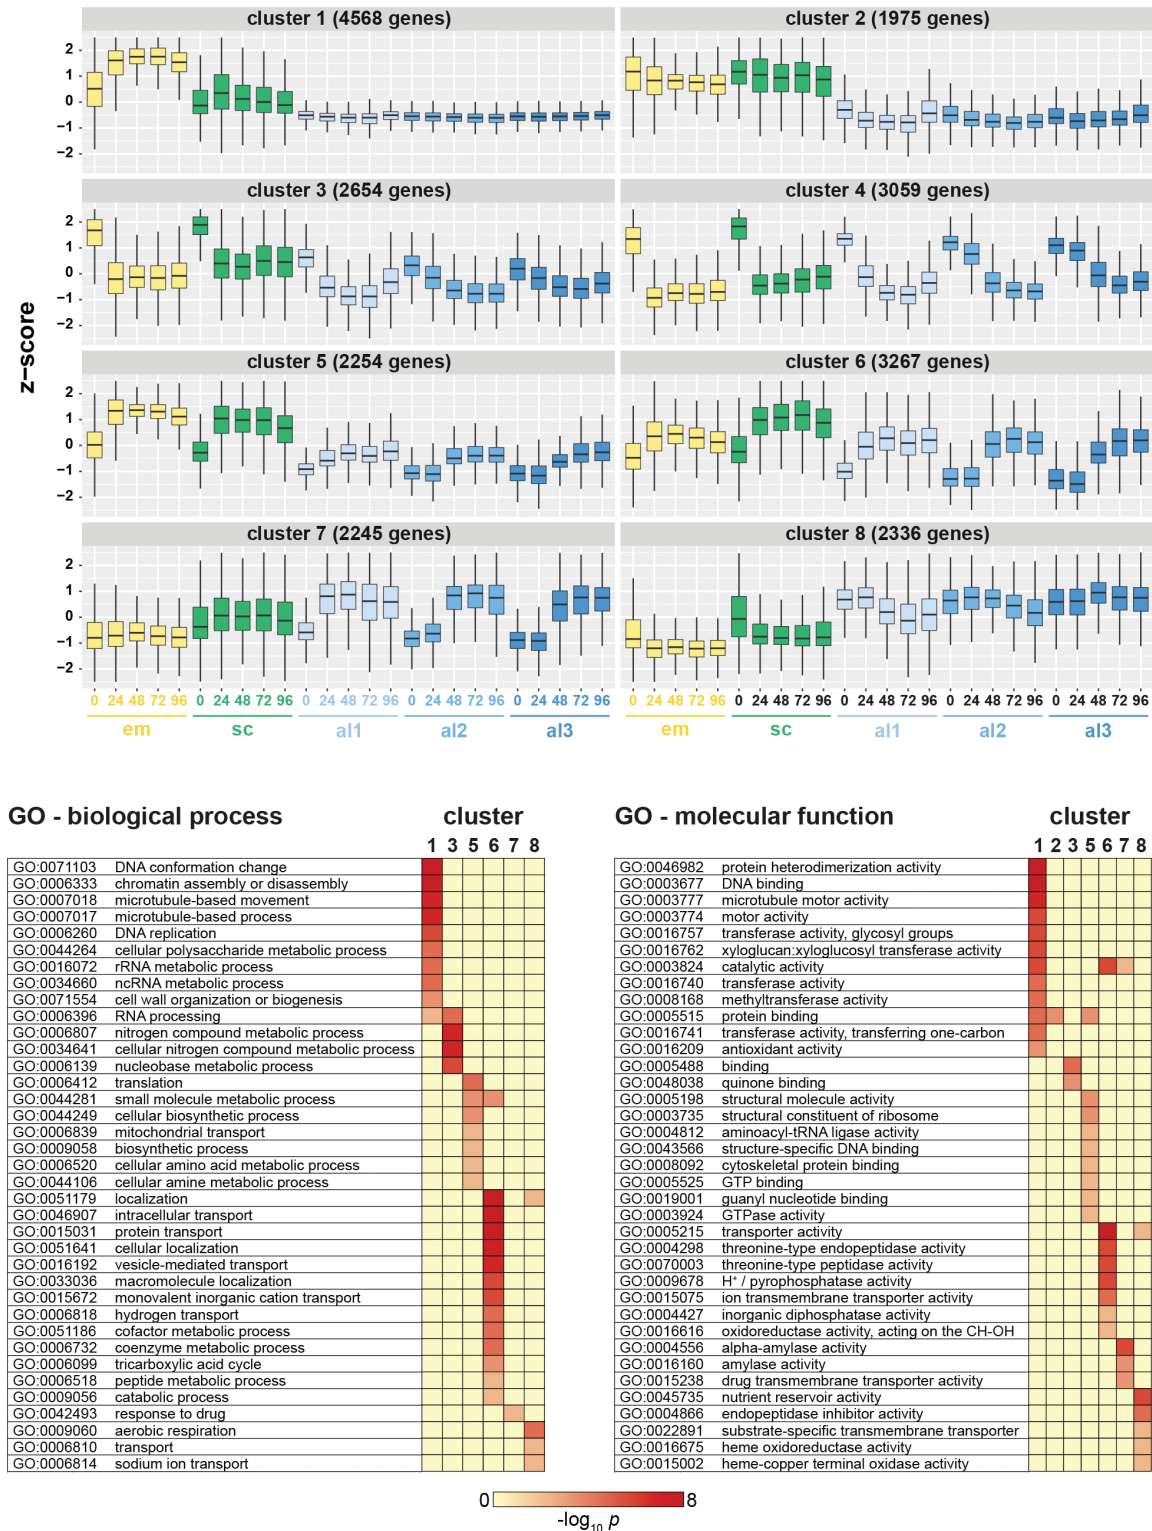 cluster 1 (4568 genes)
cluster 2 (1975 genes)
2
1
0
−1
−2
cluster 3 (2654 genes)
cluster 4 (3059 genes)
2
1
0
−1
−2
z−score
cluster 5 (2254 genes)
cluster 6 (3267 genes)
2
1
0
−1
−2
cluster 7 (2245 genes)
cluster 8 (2336 genes)
2
1
0
−1
−2
0 24 48 72 96 0 24 48 72 96 0 24 48 72 96 0 24 48 72 96 0 24 48 72 96
0 24 48 72 96 0 24 48 72 96 0 24 48 72 96 0 24 48 72 96 0 24 48 72 96
em sc al1 al2 al3
em sc al1 al2 al3
GO - biological process cluster
1 3 5 6 7 8
GO:0071103 DNA conformation change
GO:0006333 chromatin assembly or disassembly
GO:0007018 microtubule-based movement
GO:0007017 microtubule-based process
GO:0006260 DNA replication
GO:0044264 cellular polysaccharide metabolic process
GO:0016072 rRNA metabolic process
GO:0034660 ncRNA metabolic process
GO:0071554 cell wall organization or biogenesis
GO:0006396 RNA processing
GO:0006807 nitrogen compound metabolic process
GO:0034641 cellular nitrogen compound metabolic process
GO:0006139 nucleobase metabolic process
GO:0006412 translation
GO:0044281 small molecule metabolic process
GO:0044249 cellular biosynthetic process
GO:0006839 mitochondrial transport
GO:0009058 biosynthetic process
GO:0006520 cellular amino acid metabolic process
GO:0044106 cellular amine metabolic process
GO:0051179 localization
GO:0046907 intracellular transport
GO:0015031 protein transport
GO:0051641 cellular localization
GO:0016192 vesicle-mediated transport
GO:0033036 macromolecule localization
GO:0015672 monovalent inorganic cation transport
GO:0006818 hydrogen transport
GO:0051186 cofactor metabolic process
GO:0006732 coenzyme metabolic process
GO:0006099 tricarboxylic acid cycle
GO:0006518 peptide metabolic process
GO:0009056 catabolic process
GO:0042493 response to drug
GO:0009060 aerobic respiration
GO:0006810 transport
GO:0006814 sodium ion transport
GO - molecular function cluster
1 2 3 5 6 7 8
GO:0046982 protein heterodimerization activity
GO:0003677 DNA binding
GO:0003777 microtubule motor activity
GO:0003774 motor activity
GO:0016757 transferase activity, glycosyl groups
GO:0016762 xyloglucan:xyloglucosyl transferase activity
GO:0003824 catalytic activity
GO:0016740 transferase activity
GO:0008168 methyltransferase activity
GO:0005515 protein binding
GO:0016741 transferase activity, transferring one-carbon
GO:0016209 antioxidant activity
GO:0005488 binding
GO:0048038 quinone binding
GO:0005198 structural molecule activity
GO:0003735 structural constituent of ribosome
GO:0004812 aminoacyl-tRNA ligase activity
GO:0043566 structure-specific DNA binding
GO:0008092 cytoskeletal protein binding
GO:0005525 GTP binding
GO:0019001 guanyl nucleotide binding
GO:0003924 GTPase activity
GO:0005215 transporter activity
GO:0004298 threonine-type endopeptidase activity
GO:0070003 threonine-type peptidase activity
GO:0009678 H⁺ / pyrophosphatase activity
GO:0015075 ion transmembrane transporter activity
GO:0004427 inorganic diphosphatase activity
GO:0016616 oxidoreductase activity, acting on the CH-OH
GO:0004556 alpha-amylase activity
GO:0016160 amylase activity
GO:0015238 drug transmembrane transporter activity
GO:0045735 nutrient reservoir activity
GO:0004866 endopeptidase inhibitor activity
GO:0022891 substrate-specific transmembrane transporter
GO:0016675 heme oxidoreductase activity
GO:0015002 heme-copper terminal oxidase activity
0 8
-log₁₀ p